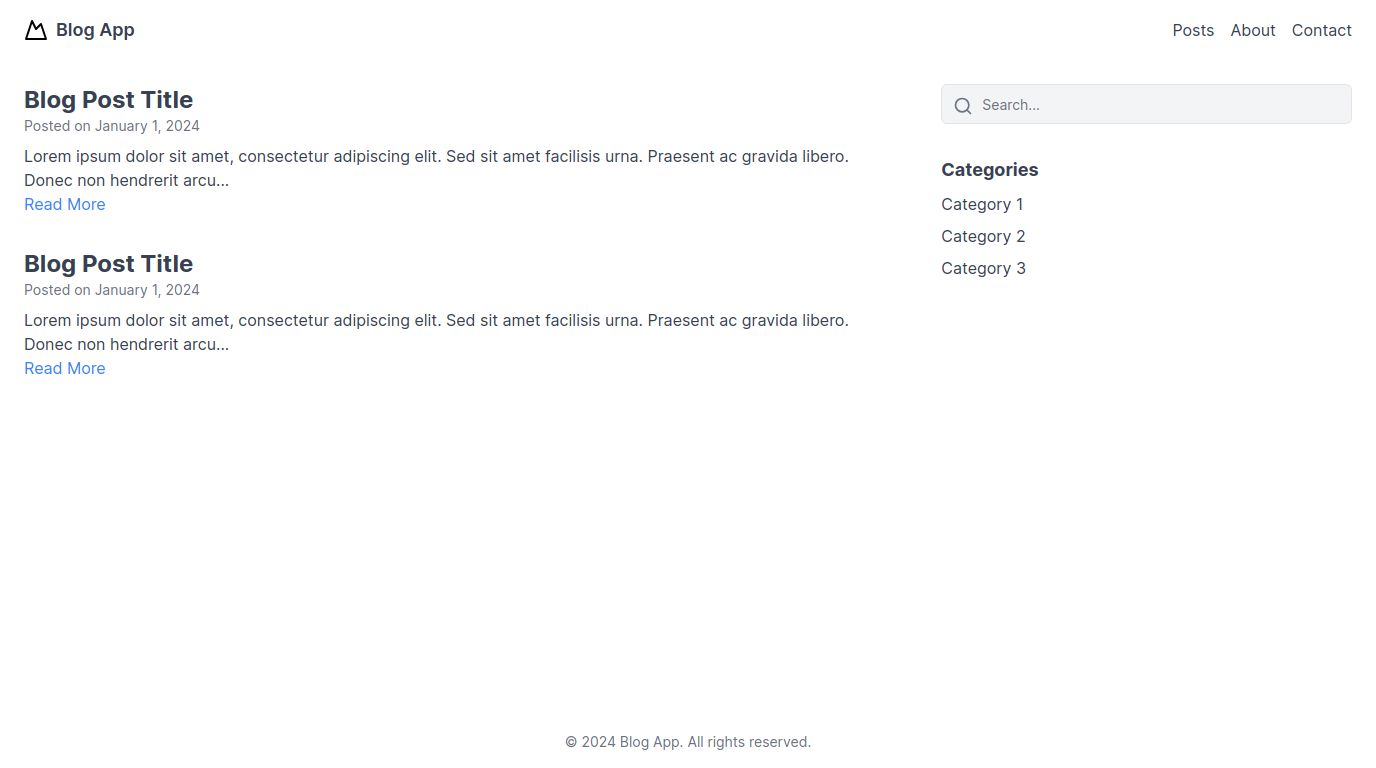 Blog App
Posts About Contact
Blog Post Title
Posted on January 1, 2024
Lorem ipsum dolor sit amet, consectetur adipiscing elit. Sed sit amet facilisis urna. Praesent ac gravida libero.
Donec non hendrerit arcu...
Read More
Blog Post Title
Posted on January 1, 2024
Lorem ipsum dolor sit amet, consectetur adipiscing elit. Sed sit amet facilisis urna. Praesent ac gravida libero.
Donec non hendrerit arcu...
Read More
Search...
Categories
Category 1
Category 2
Category 3
© 2024 Blog App. All rights reserved.